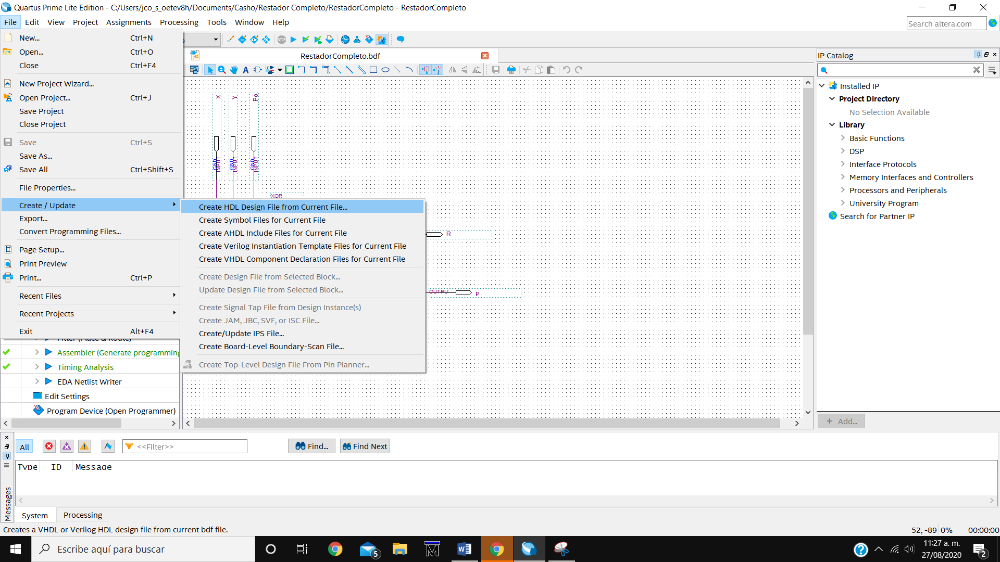 Quartus Prime Lite Edition - C:/Users/jco_s_oetev8h/Documents/Casho/Restador Completo/RestadorCompleto - RestadorCompleto
File Edit View Project Assignments Processing Tools Window Help
Search altera.com
New... Ctrl+N
Open... Ctrl+O
Close Ctrl+F4
New Project Wizard...
Open Project... Ctrl+J
Save Project
Close Project
Save Ctrl+S
Save As...
Save All Ctrl+Shift+S
File Properties...
Create / Update
Export...
Convert Programming Files...
Page Setup...
Print Preview
Print... Ctrl+P
Recent Files
Recent Projects
Exit Alt+F4
Create HDL Design File from Current File...
Create Symbol Files for Current File
Create AHDL Include Files for Current File
Create Verilog Instantiation Template Files for Current File
Create VHDL Component Declaration Files for Current File
Create Design File from Selected Block...
Update Design File from Selected Block...
Create Signal Tap File from Design Instance(s)
Create JAM, JBC, SVF, or ISC File...
Create/Update IPS File...
Create Board-Level Boundary-Scan File...
Create Top-Level Design File From Pin Planner...
RestadorCompleto.bdf
X Y Po
GND INPUT GND INPUT GND INPUT
XOR
R
OUTPU
P
IP Catalog
Installed IP
Project Directory
No Selection Available
Library
Basic Functions
DSP
Interface Protocols
Memory Interfaces and Controllers
Processors and Peripherals
University Program
Search for Partner IP
+ Add...
Fitter (Place & Route)
Assembler (Generate programming
Timing Analysis
EDA Netlist Writer
Edit Settings
Program Device (Open Programmer)
All <<Filter>> Find... Find Next
Type ID Message
Messages
System Processing
Creates a VHDL or Verilog HDL design file from current bdf file.
52, -89 0% 00:00:00
Escribe aquí para buscar
5
11:27 a. m.
27/08/2020
2